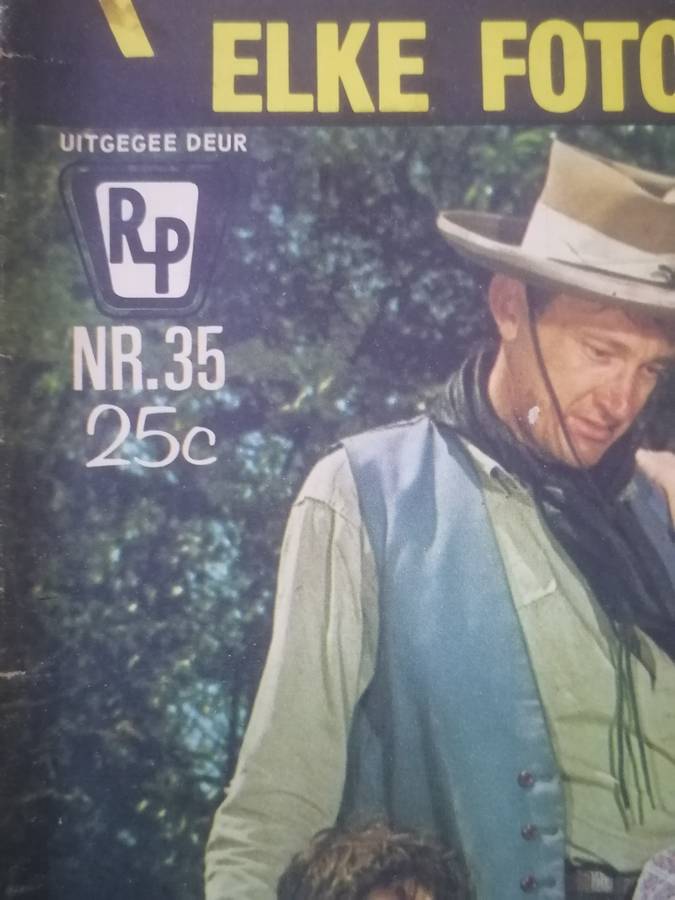 ELKE FOTO
UITGEGEE DEUR
RP
NR.35
25c